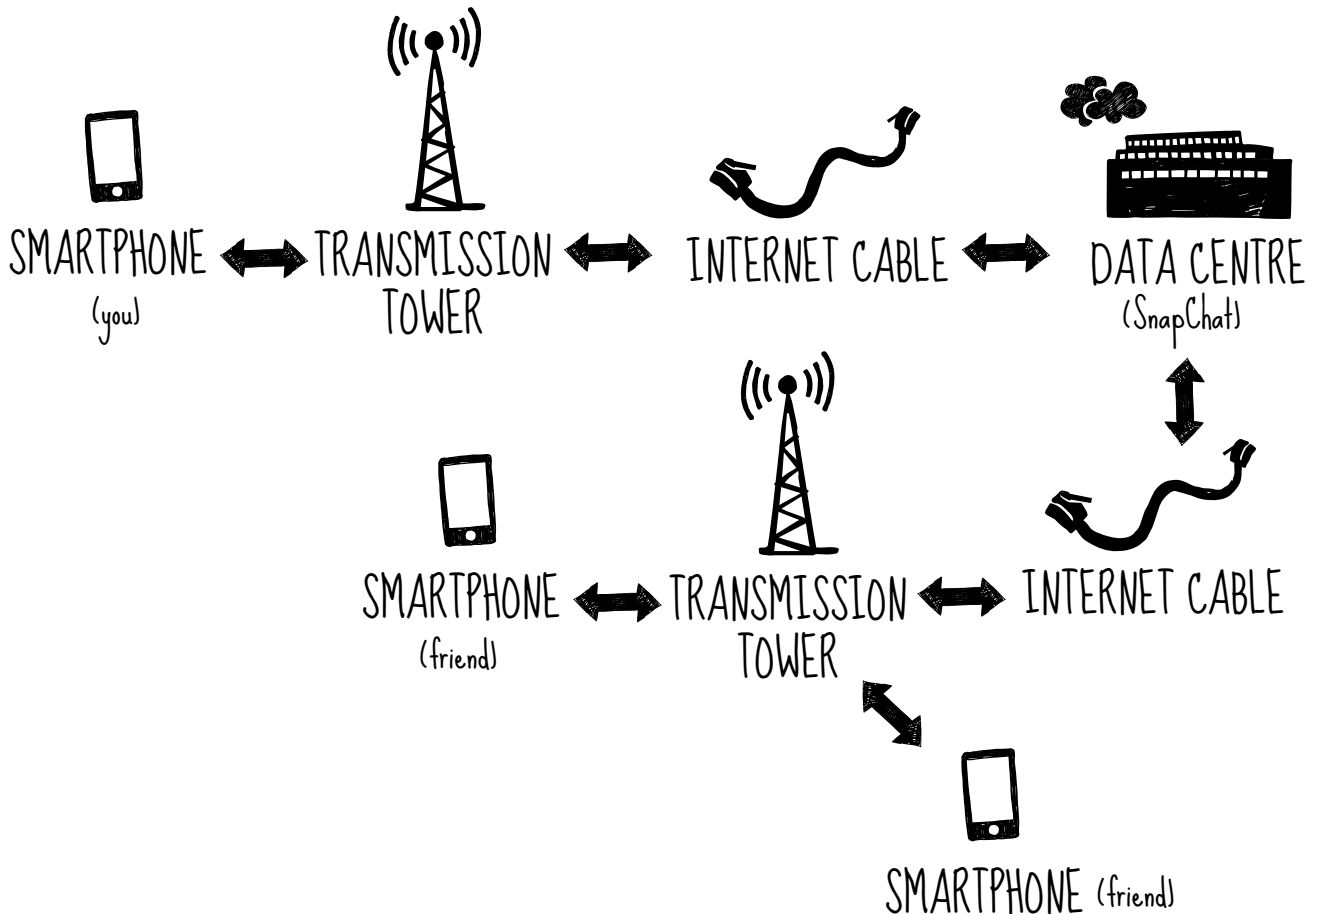 SMARTPHONE
(you)
TRANSMISSION
TOWER
INTERNET CABLE
DATA CENTRE
(SnapChat)
SMARTPHONE
(friend)
TRANSMISSION
TOWER
INTERNET CABLE
SMARTPHONE (friend)